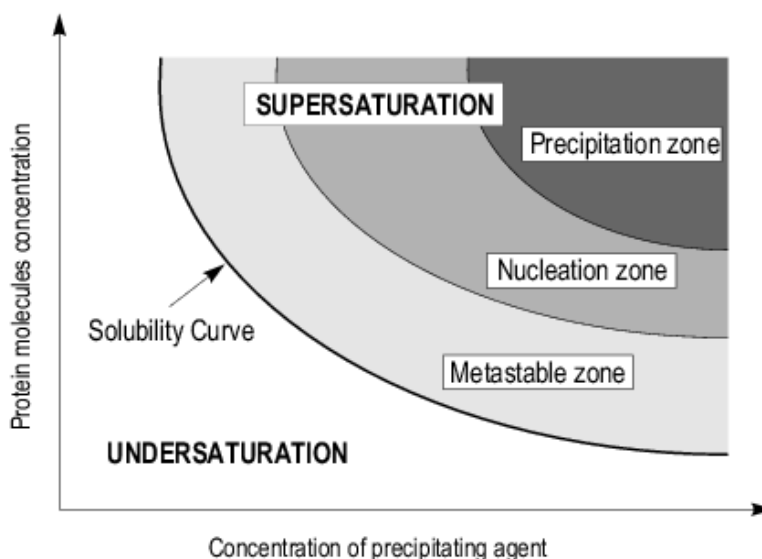 SUPERSATURATION
Precipitation zone
Nucleation zone
Solubility Curve
Metastable zone
UNDERSATURATION
Protein molecules concentration
Concentration of precipitating agent